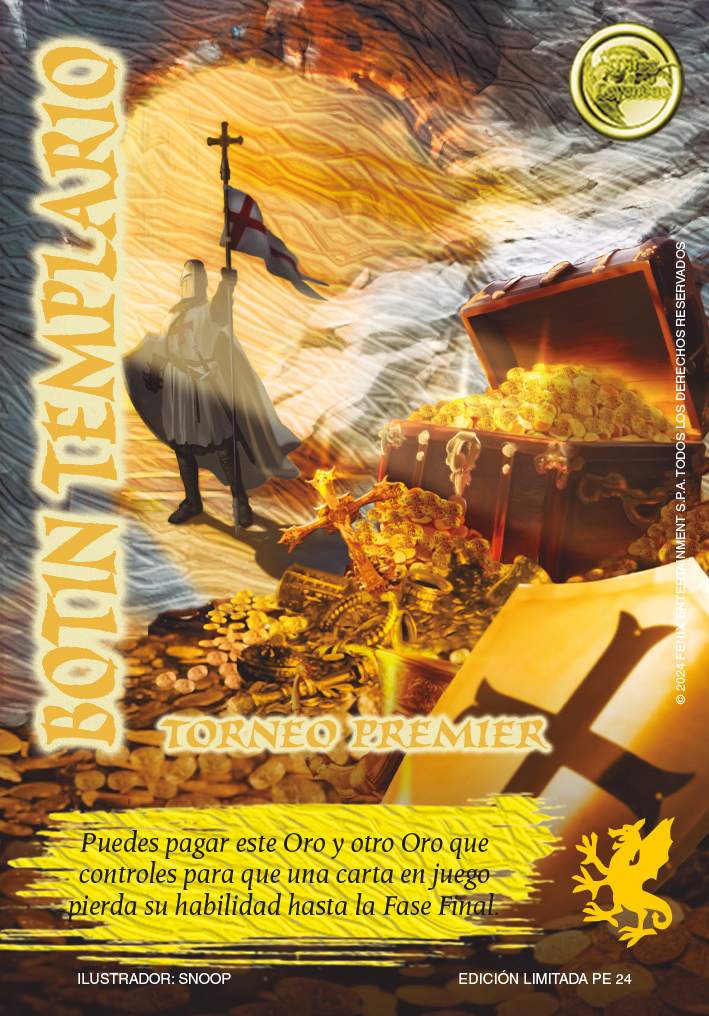 BOTIN TEMPLARIO
Mitos
y
Leyendas
© 2024 FENIX ENTERTAINMENT S.P.A. TODOS LOS DERECHOS RESERVADOS
TORNEO PREMIER
Puedes pagar este Oro y otro Oro que
controles para que una carta en juego
pierda su habilidad hasta la Fase Final.
ILUSTRADOR: SNOOP
EDICIÓN LIMITADA PE 24